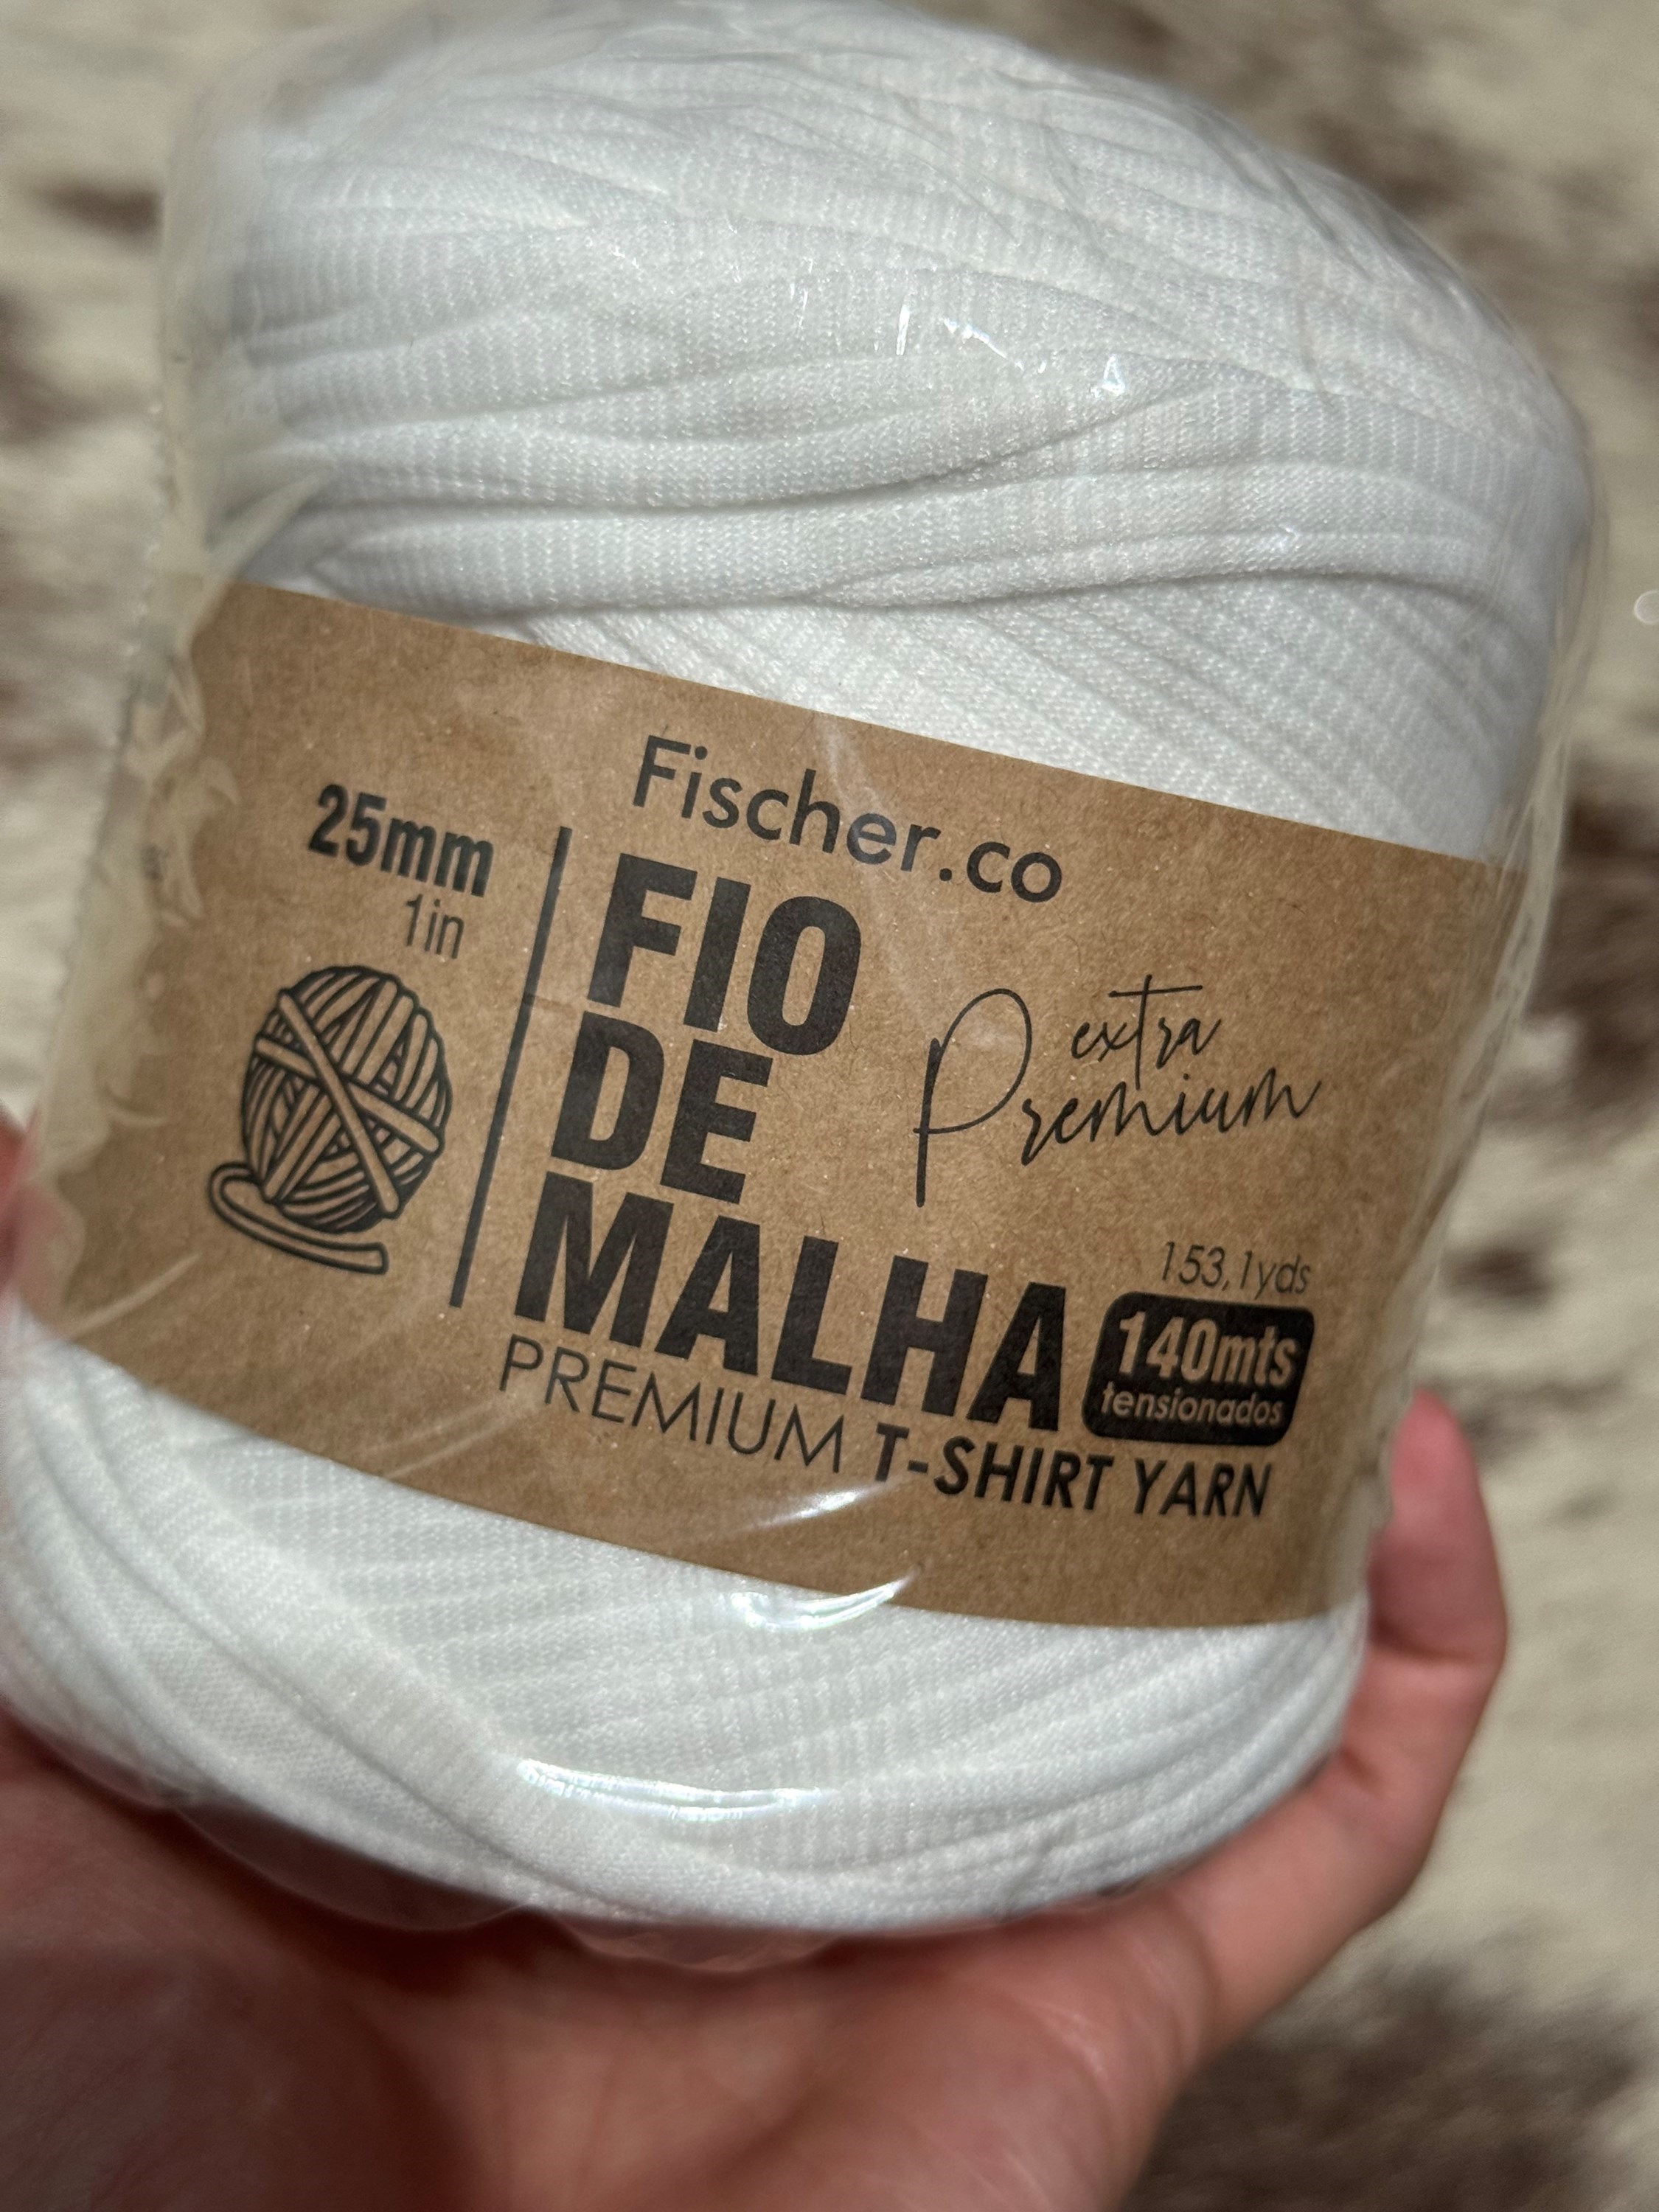 Fischer.co
25mm
1in
FIO
DE
MALHA
extra
Premium
153,1yds
140mts
tensionados
PREMIUM T-SHIRT YARN